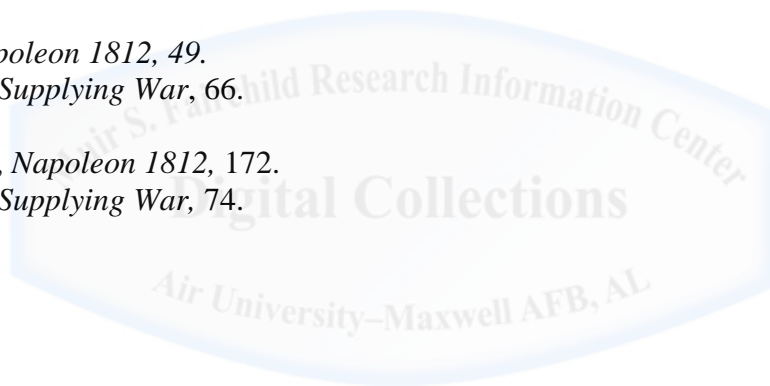 poleon 1812, 49.
Supplying War, 66.
, Napoleon 1812, 172.
Supplying War, 74.
Muir S. Fairchild Research Information Center
Digital Collections
Air University–Maxwell AFB, AL